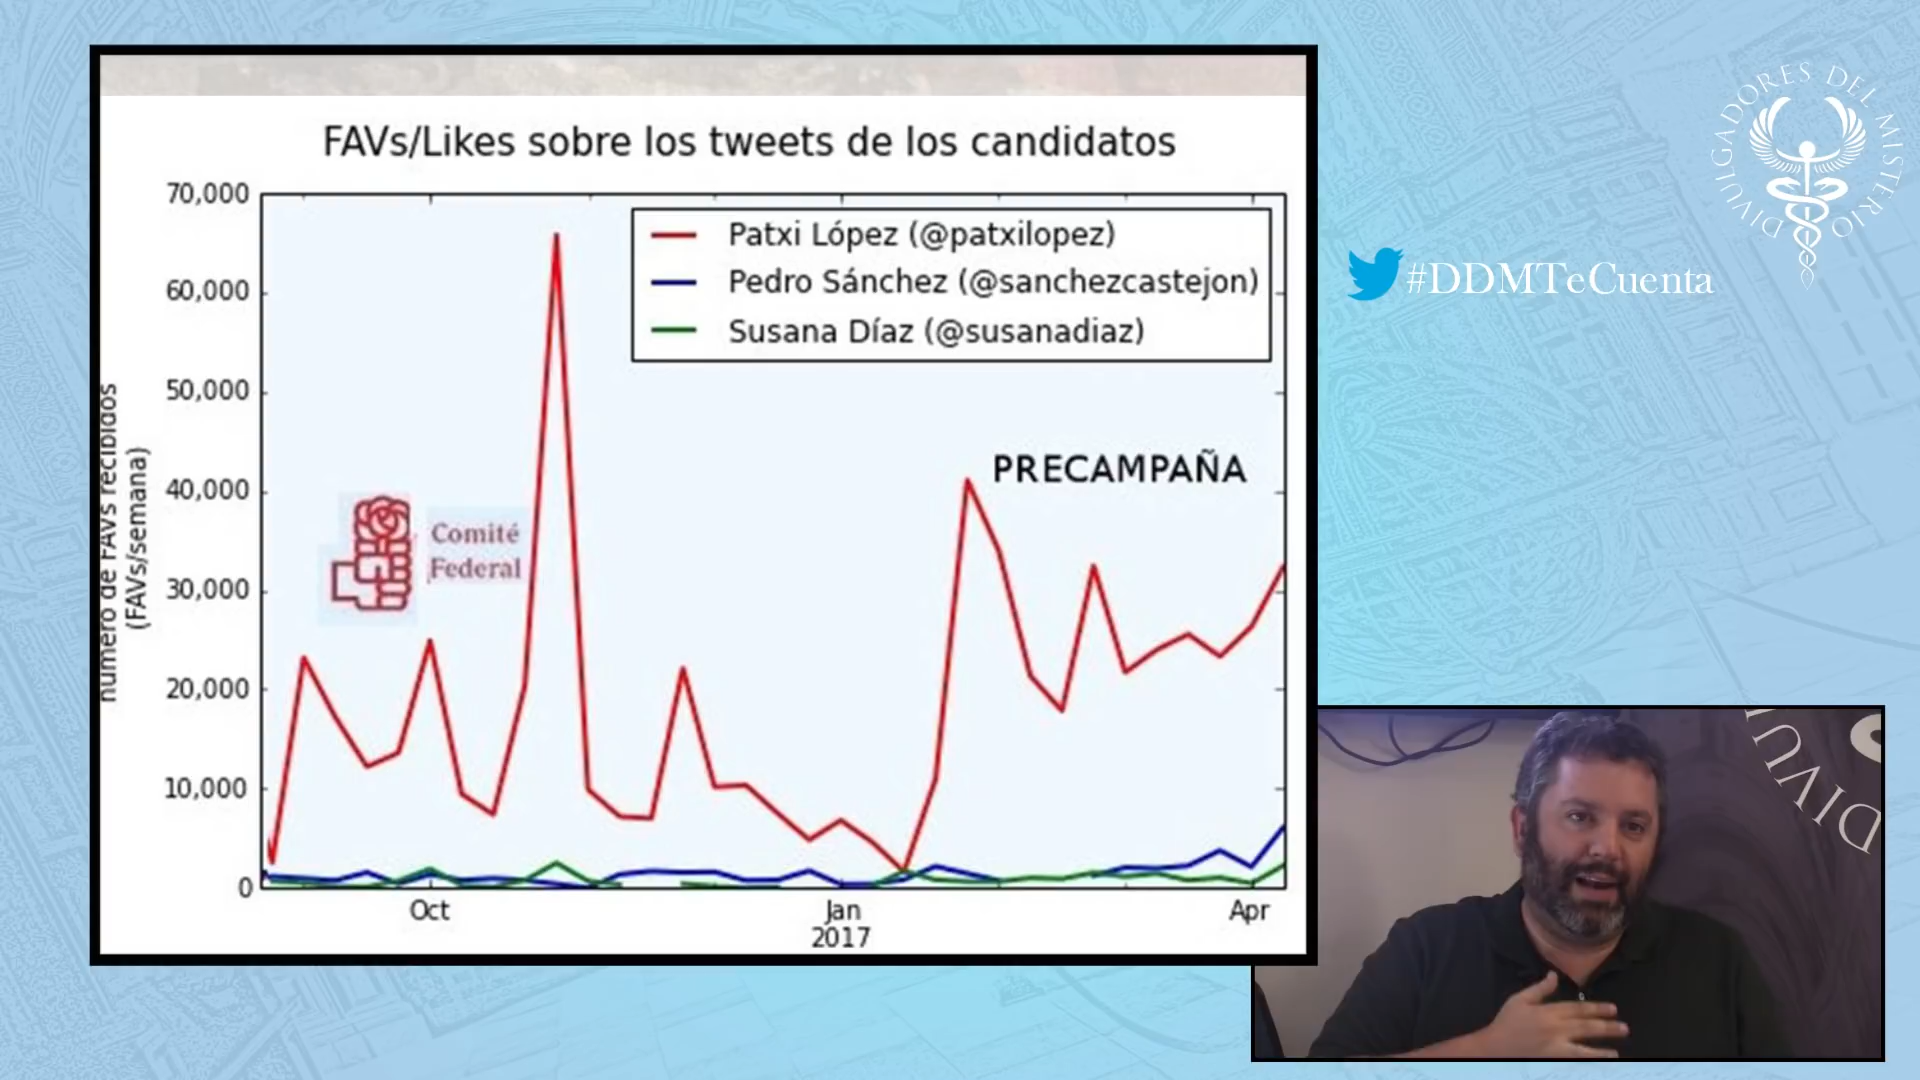 FAVs/Likes sobre los tweets de los candidatos
70,000
60,000
50,000
40,000
30,000
20,000
10,000
0
número de FAVs recibidos
(FAVs/semana)
Patxi López (@patxilopez)
Pedro Sánchez (@sanchezcastejon)
Susana Díaz (@susanadiaz)
PRECAMPAÑA
Comité
Federal
Oct
Jan
2017
Apr
DIVULGADORES DEL MISTERIO
#DDMTeCuenta
DIVU